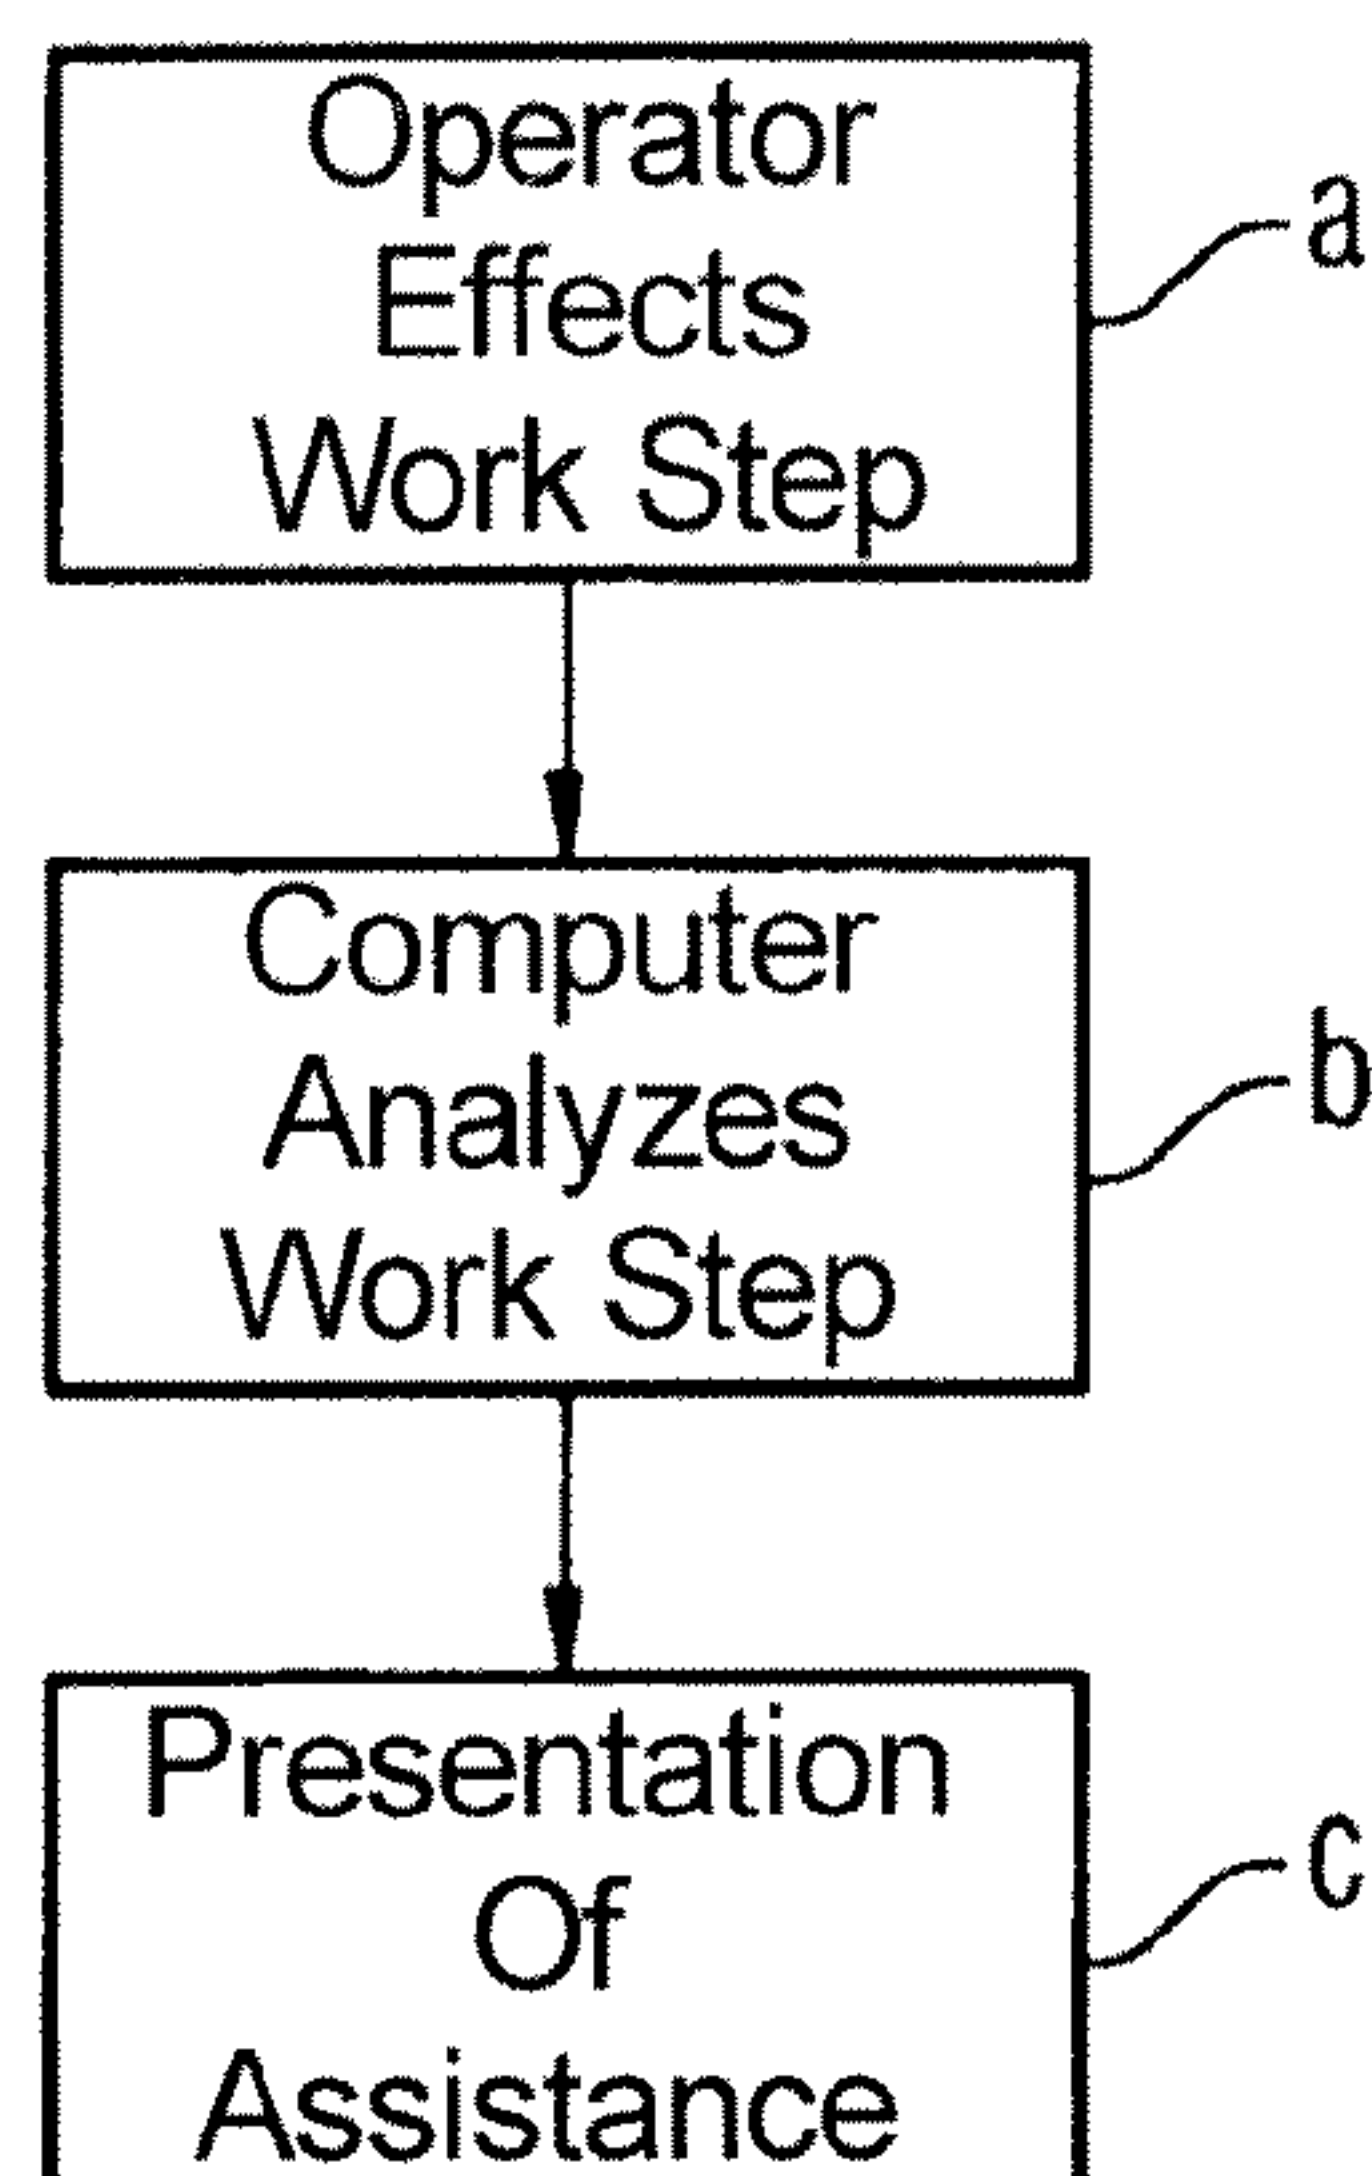 Operator
Effects
Work Step
a
Computer
Analyzes
Work Step
b
Presentation
Of
Assistance
c